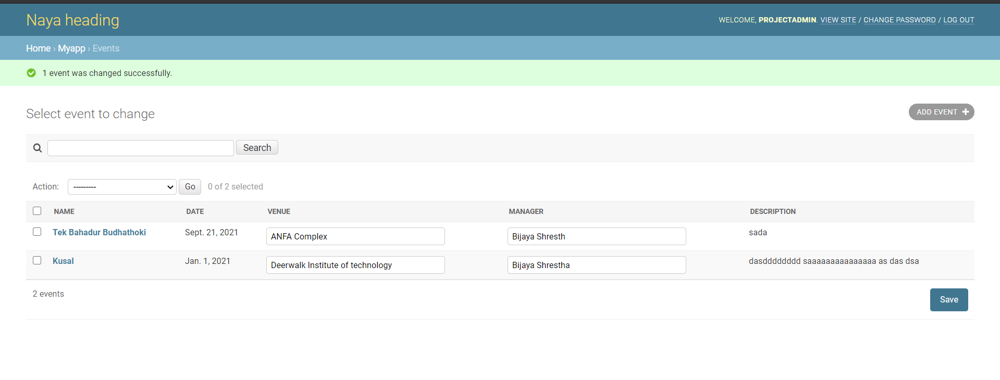 Naya heading
WELCOME, PROJECTADMIN. VIEW SITE / CHANGE PASSWORD / LOG OUT
Home › Myapp › Events
1 event was changed successfully.
Select event to change
ADD EVENT +
Search
Action: --------- Go 0 of 2 selected
NAME DATE VENUE MANAGER DESCRIPTION
Tek Bahadur Budhathoki Sept. 21, 2021 ANFA Complex Bijaya Shresth sada
Kusal Jan. 1, 2021 Deerwalk Institute of technology Bijaya Shrestha dasdddddddd saaaaaaaaaaaaaaa as das dsa
2 events
Save